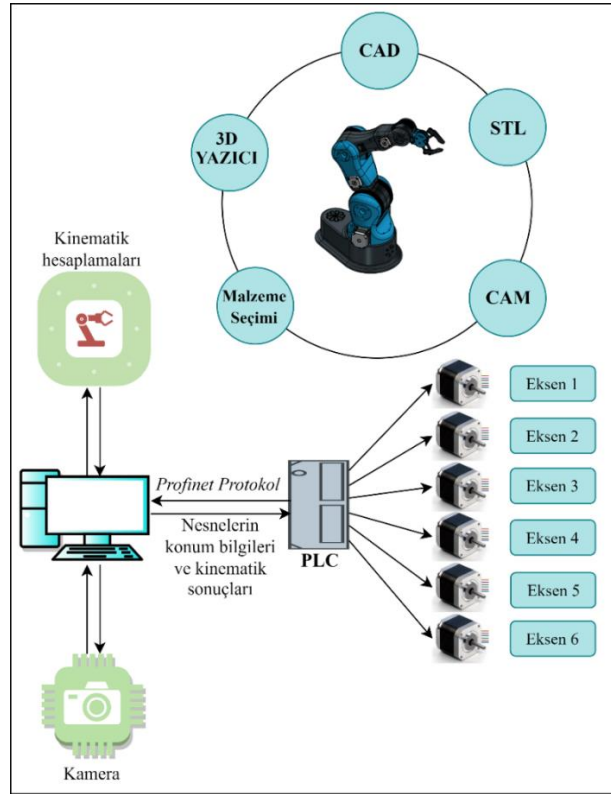 CAD
3D
YAZICI
STL
Malzeme
Seçimi
CAM
Kinematik
hesaplamaları
Eksen 1
Eksen 2
Eksen 3
Eksen 4
Eksen 5
Eksen 6
Profinet Protokol
Nesnelerin
konum bilgileri
ve kinematik
sonuçları
PLC
Kamera